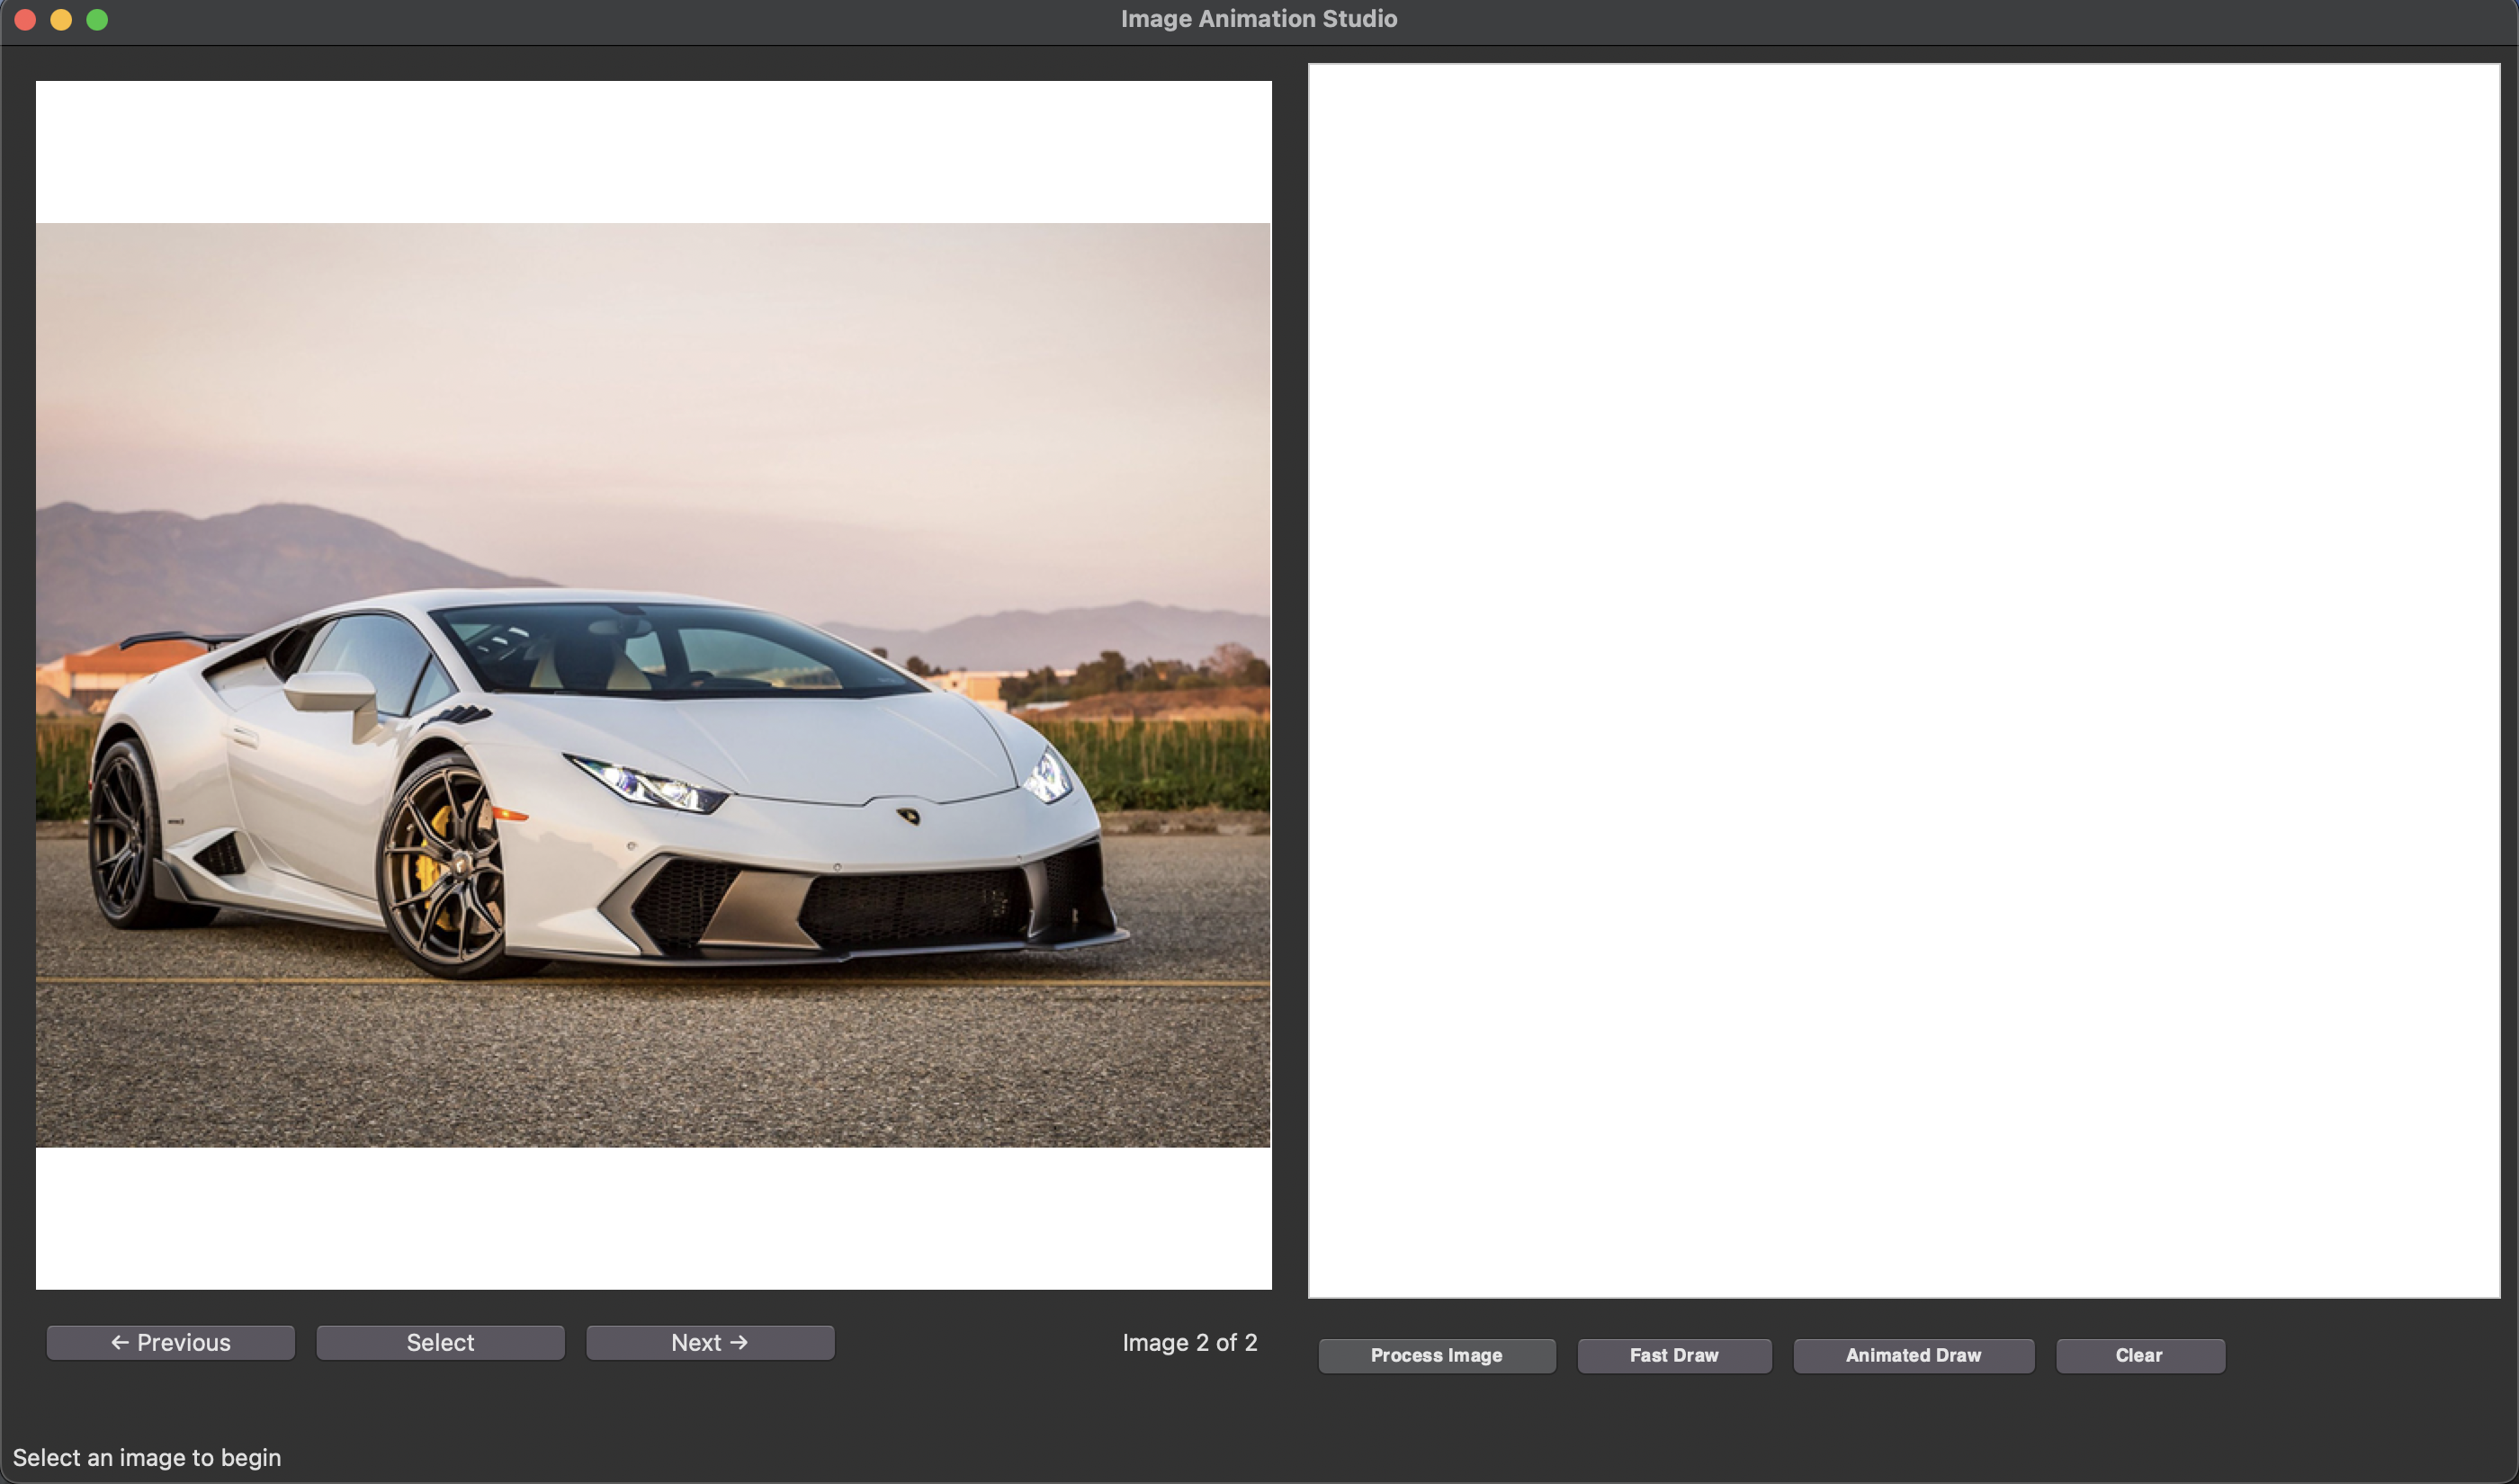 Image Animation Studio
← Previous
Select
Next →
Image 2 of 2
Process Image
Fast Draw
Animated Draw
Clear
Select an image to begin